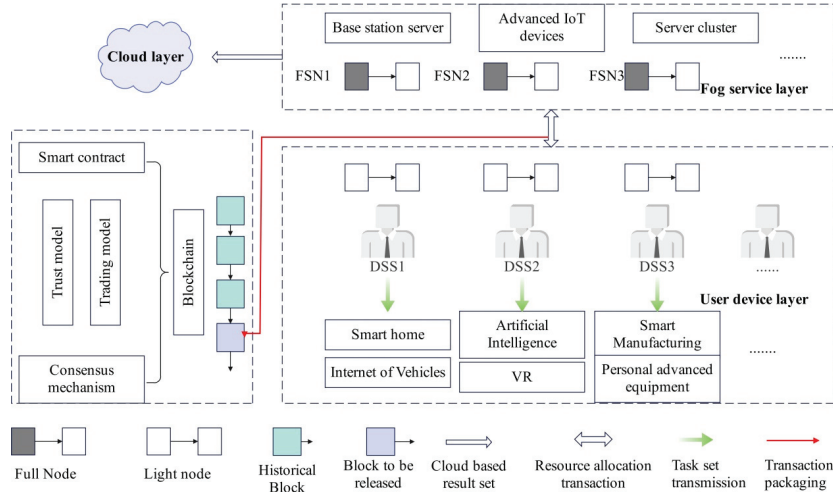 Cloud layer
Base station server
Advanced IoT
devices
Server cluster
FSN1
FSN2
FSN3
.......
Fog service layer
Smart contract
Trust model
Trading model
Blockchain
Consensus
mechanism
DSS1
DSS2
DSS3
......
User device layer
Smart home
Internet of Vehicles
Artificial
Intelligence
VR
Smart
Manufacturing
Personal advanced
equipment
.......
Full Node
Light node
Historical
Block
Block to be
released
Cloud based
result set
Resource allocation
transaction
Task set
transmission
Transaction
packaging